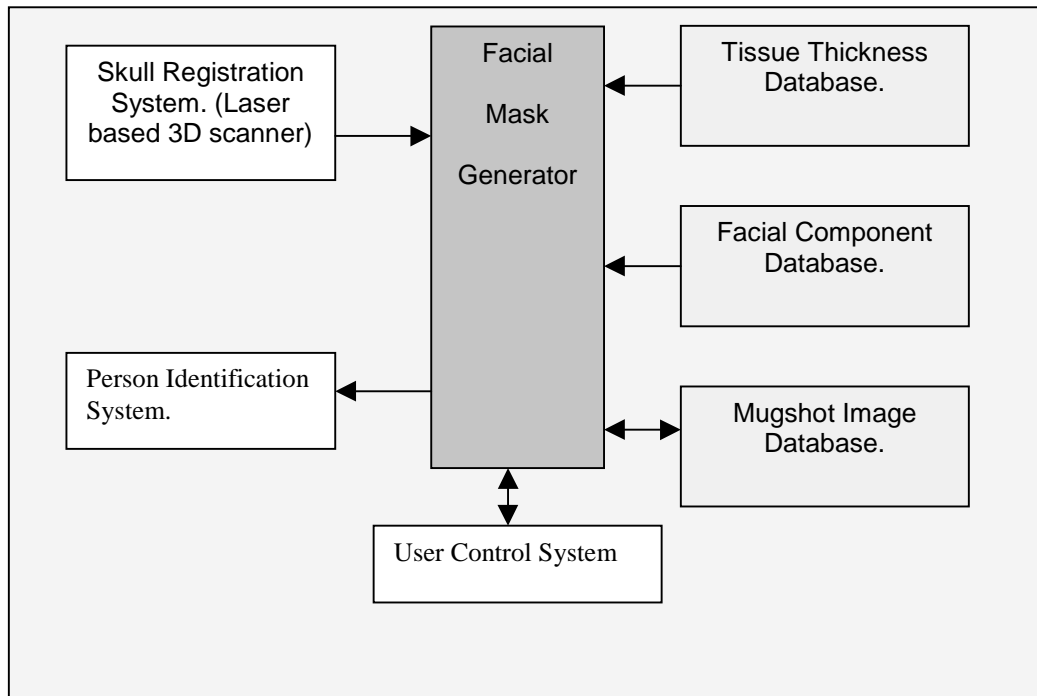 Skull Registration
System. (Laser
based 3D scanner)
Facial
Mask
Generator
Tissue Thickness
Database.
Facial Component
Database.
Person Identification
System.
Mugshot Image
Database.
User Control System